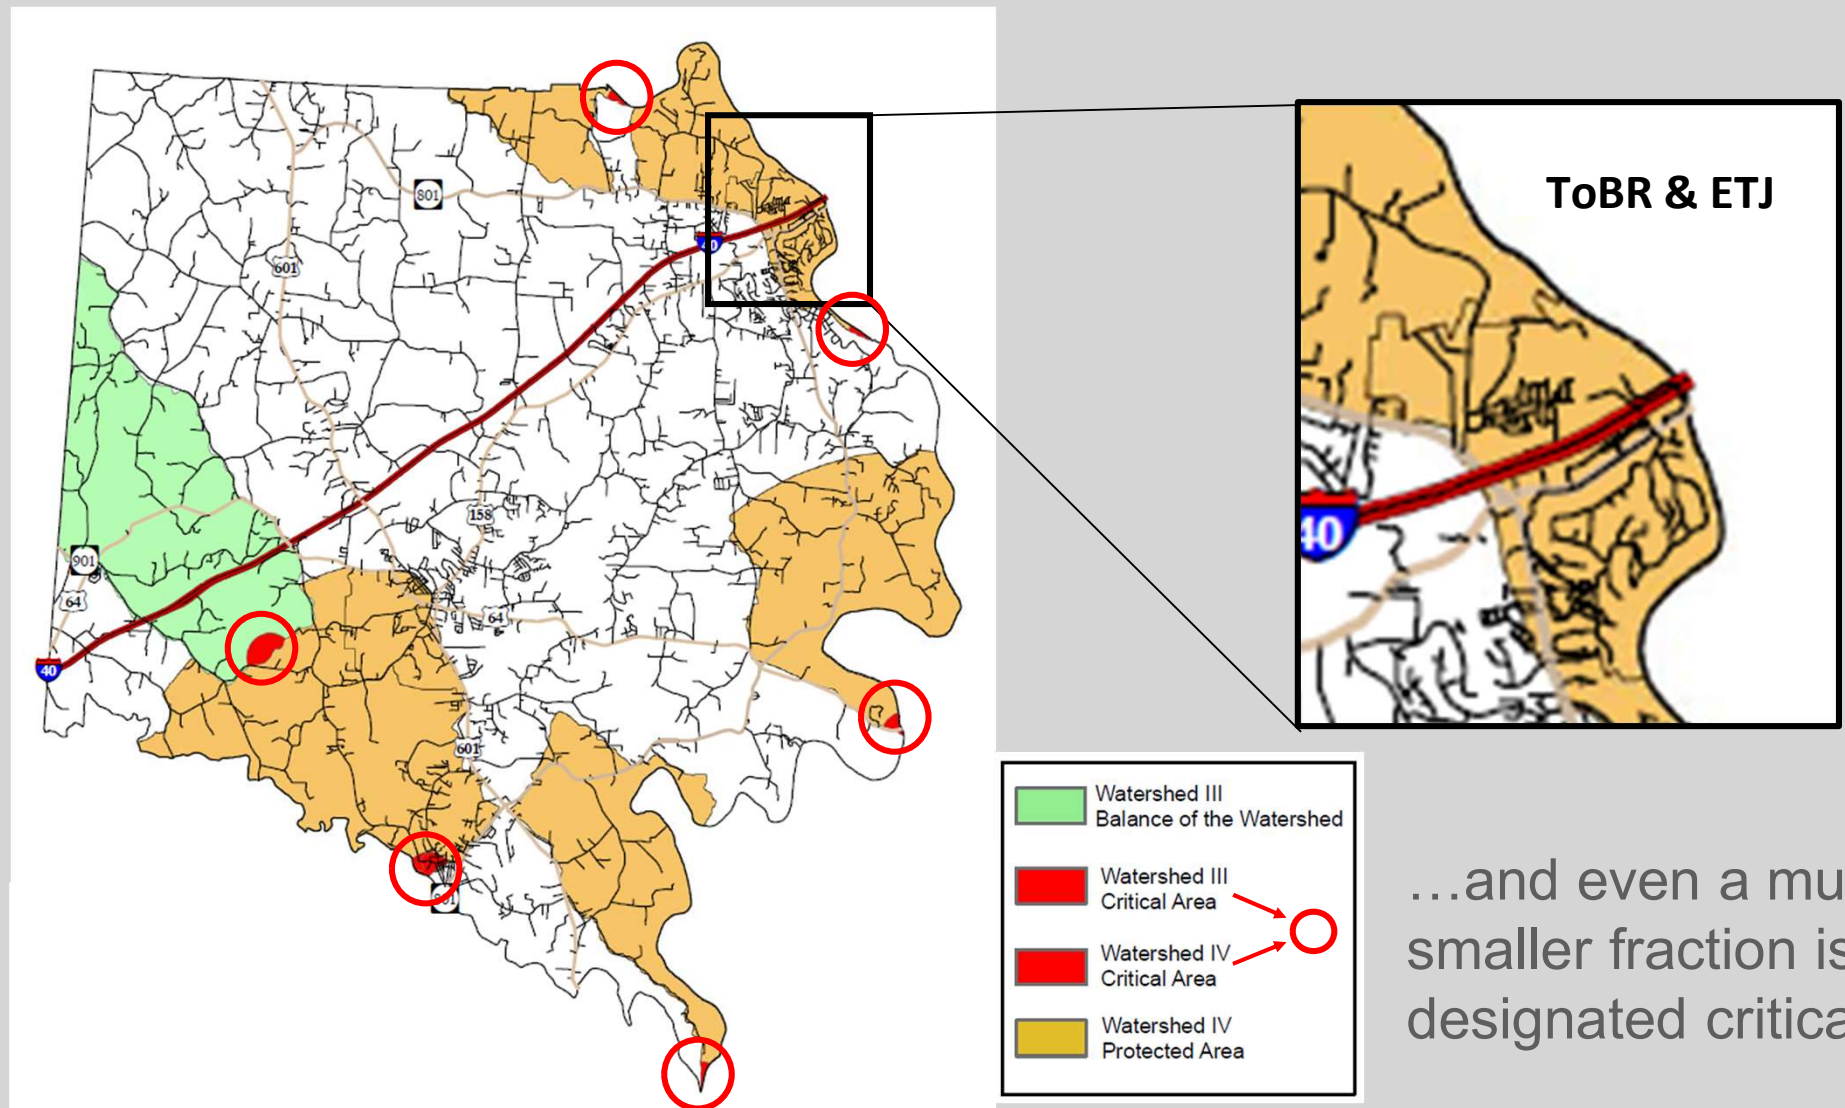 801
601
40
158
901
64
64
40
601
801
ToBR & ETJ
40
Watershed III
Balance of the Watershed
Watershed III
Critical Area
Watershed IV
Critical Area
Watershed IV
Protected Area
…and even a mu
smaller fraction is
designated critica